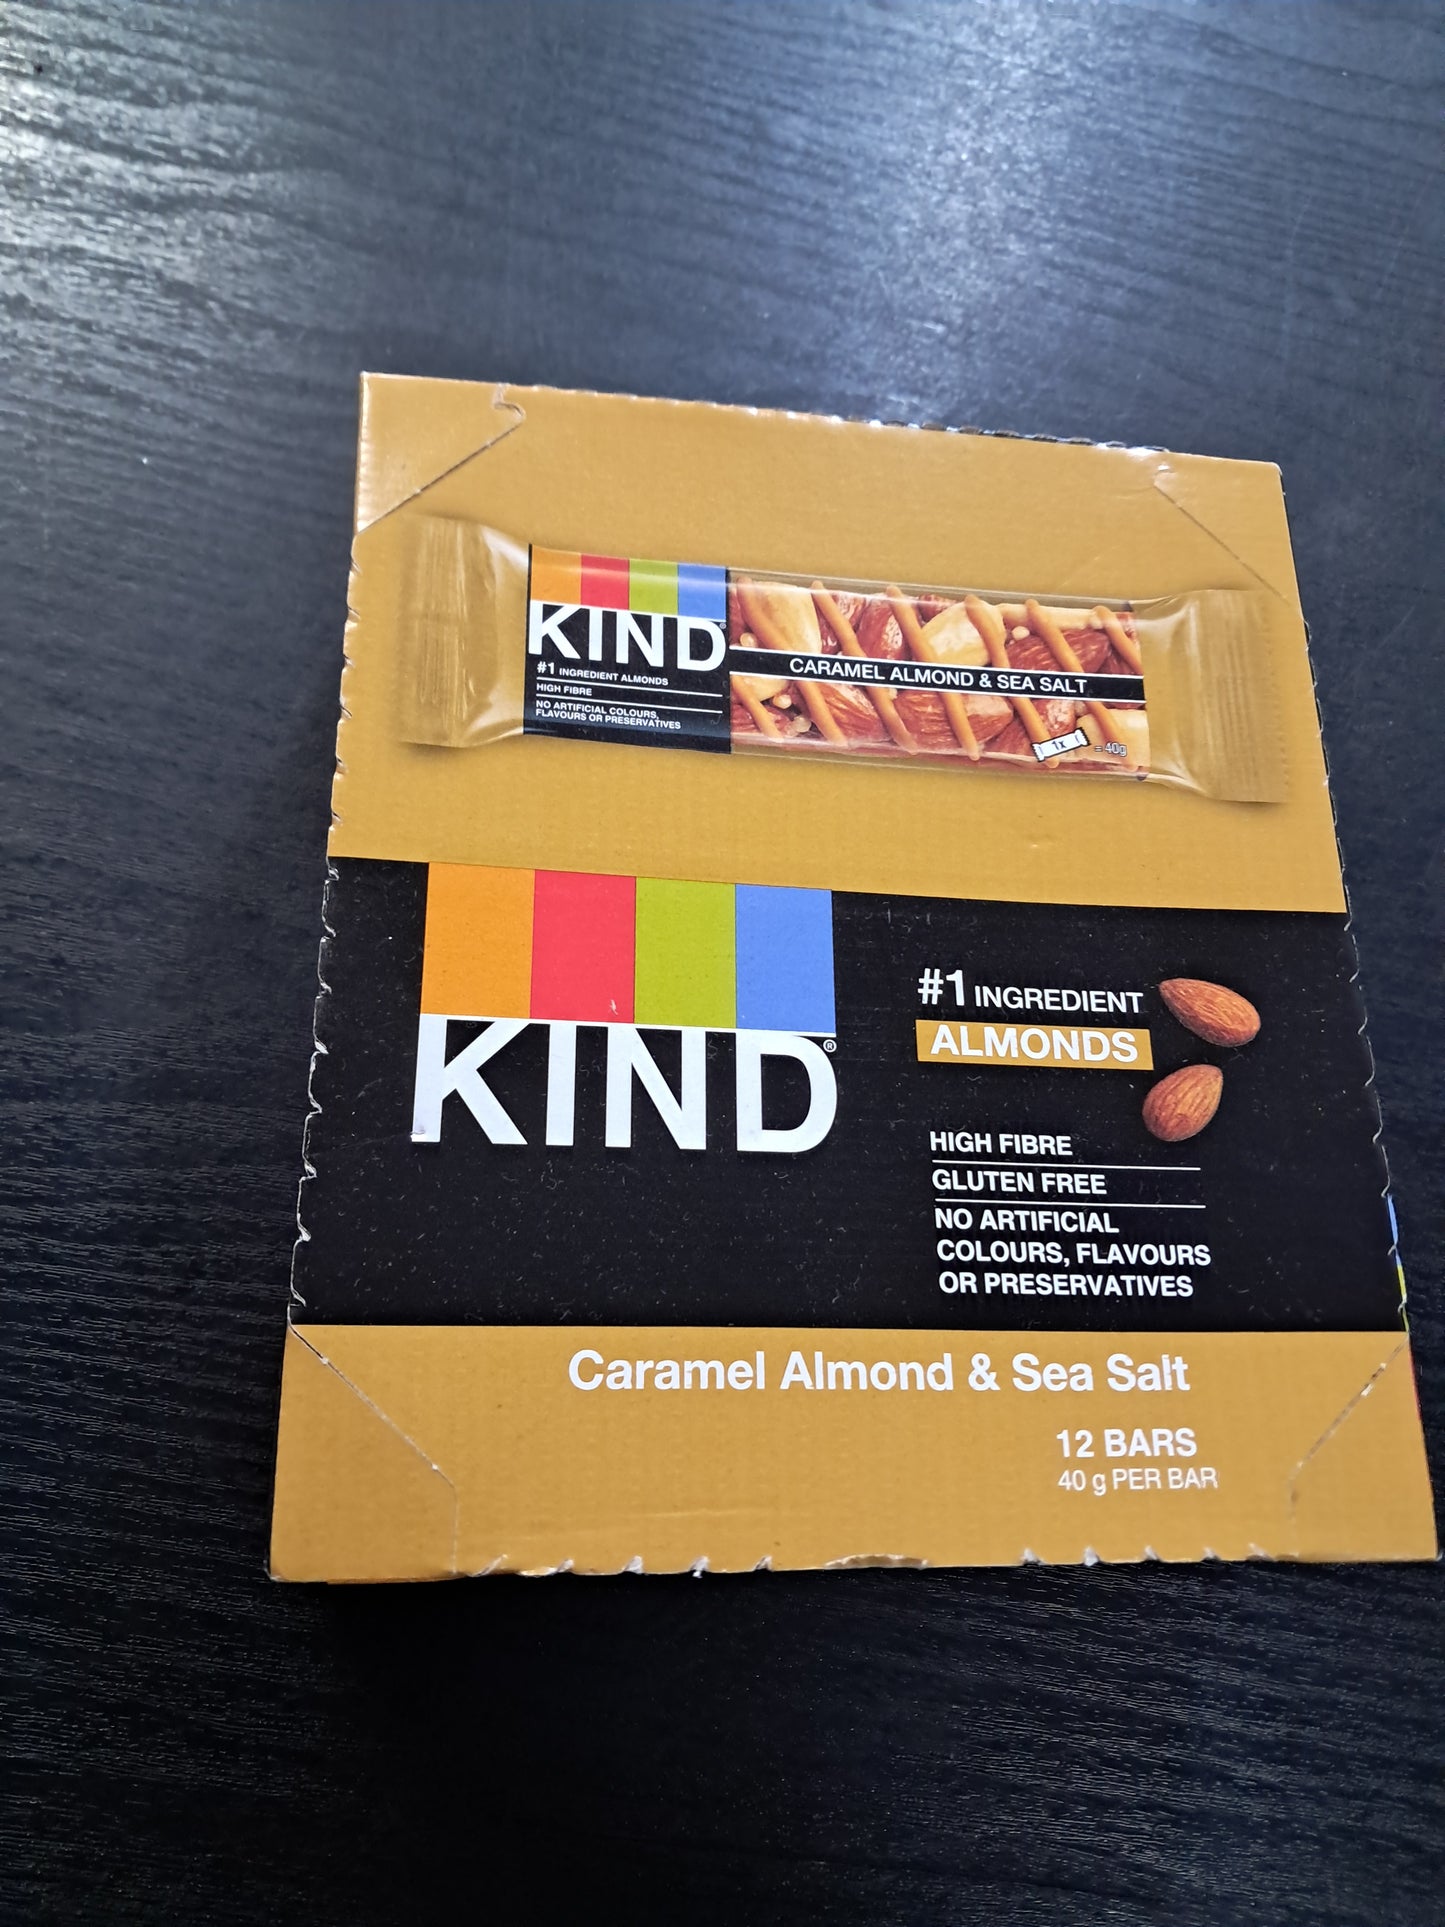 KIND®
#1 INGREDIENT ALMONDS
HIGH FIBRE
NO ARTIFICIAL COLOURS,
FLAVOURS OR PRESERVATIVES
CARAMEL ALMOND & SEA SALT
1x = 40g
KIND®
#1 INGREDIENT
ALMONDS
HIGH FIBRE
GLUTEN FREE
NO ARTIFICIAL
COLOURS, FLAVOURS
OR PRESERVATIVES
Caramel Almond & Sea Salt
12 BARS
40 g PER BAR